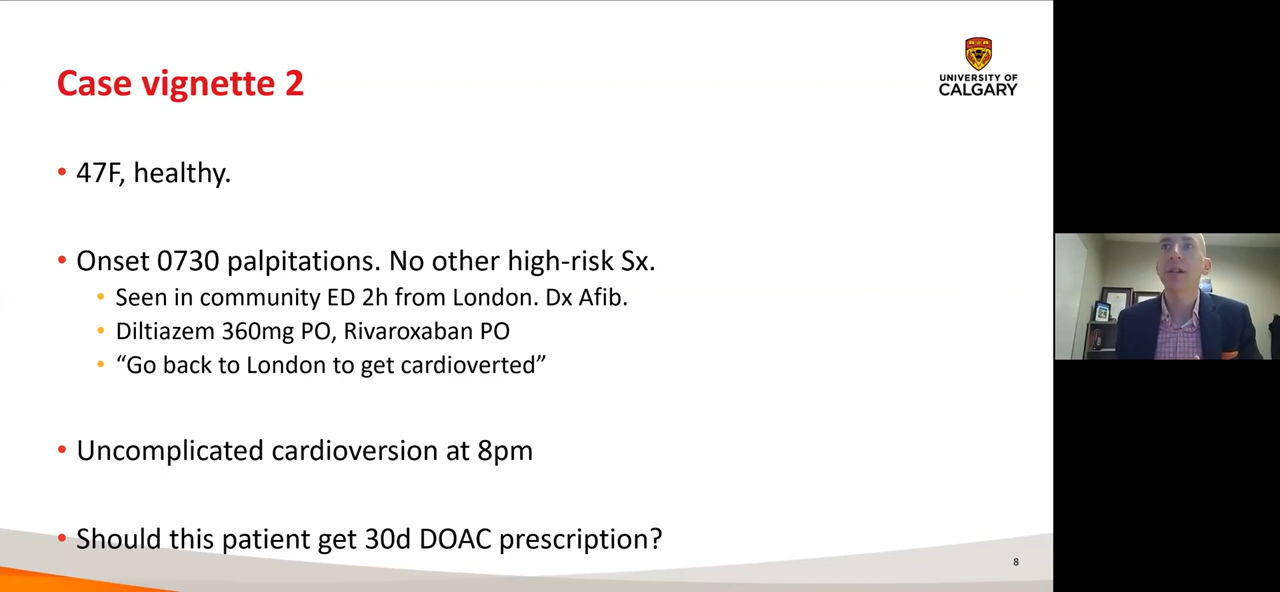 Case vignette 2
UNIVERSITY OF
CALGARY
• 47F, healthy.
• Onset 0730 palpitations. No other high-risk Sx.
• Seen in community ED 2h from London. Dx Afib.
• Diltiazem 360mg PO, Rivaroxaban PO
• “Go back to London to get cardioverted”
• Uncomplicated cardioversion at 8pm
• Should this patient get 30d DOAC prescription?
8